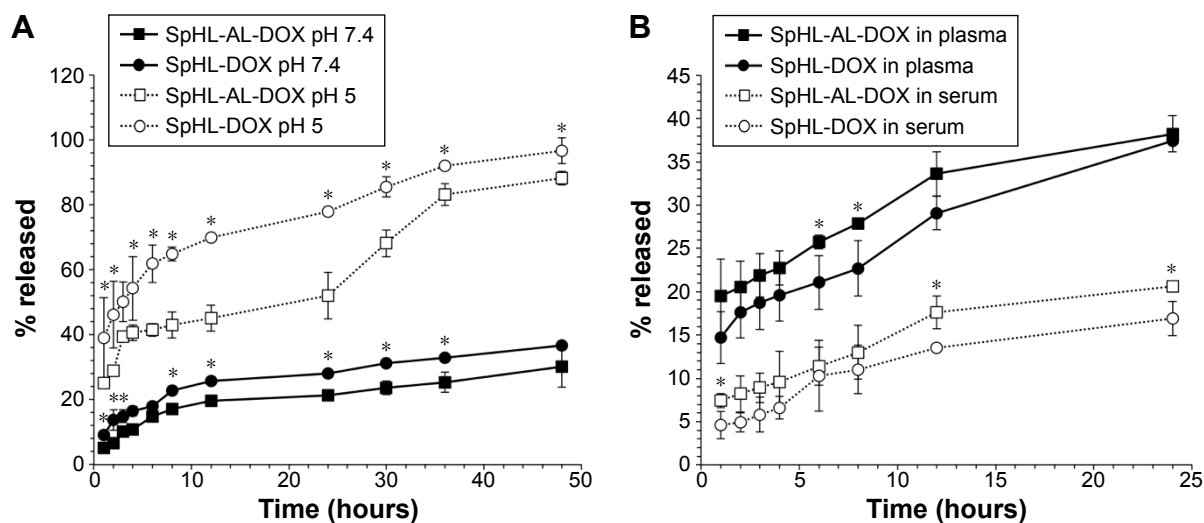 A
SpHL-AL-DOX pH 7.4
SpHL-DOX pH 7.4
SpHL-AL-DOX pH 5
SpHL-DOX pH 5
120
100
80
60
40
20
0
% released
* * * * * * * * * * * *
* ** * * * * *
0 10 20 30 40 50
Time (hours)
B
SpHL-AL-DOX in plasma
SpHL-DOX in plasma
SpHL-AL-DOX in serum
SpHL-DOX in serum
45
40
35
30
25
20
15
10
5
0
% released
* *
* * *
0 5 10 15 20 25
Time (hours)